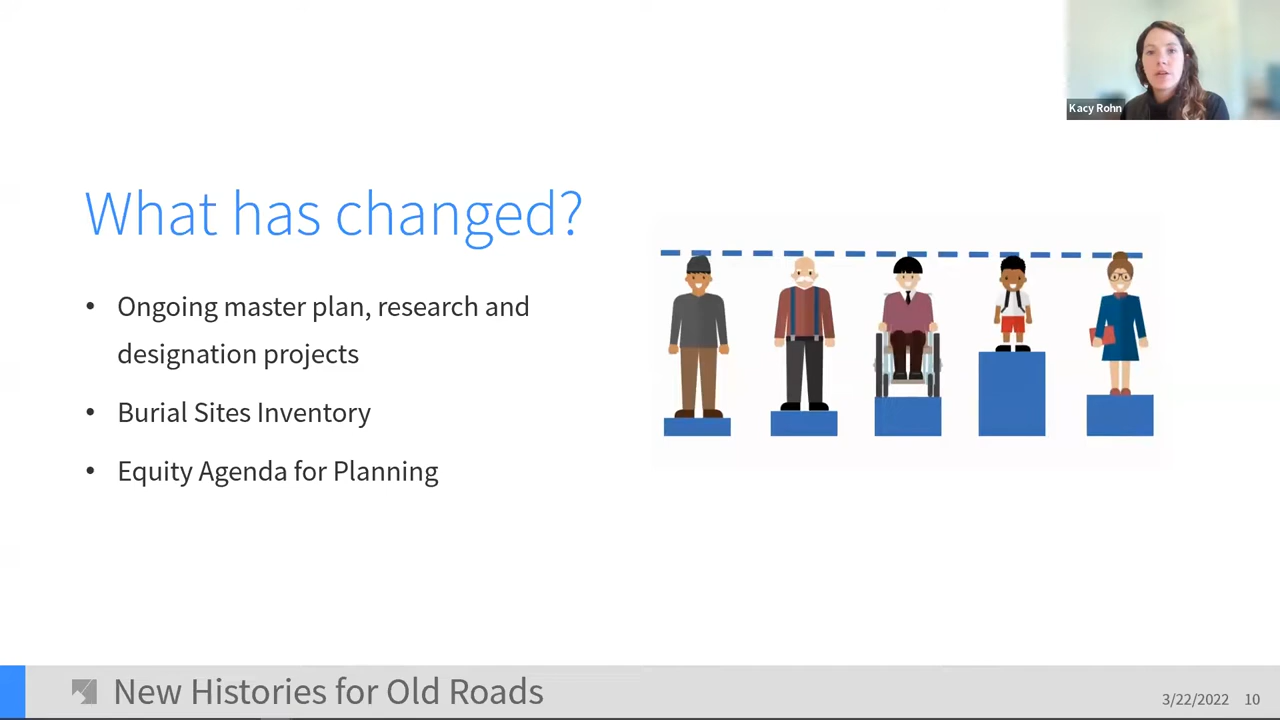 Kacy Rohn
What has changed?
• Ongoing master plan, research and
designation projects
• Burial Sites Inventory
• Equity Agenda for Planning
New Histories for Old Roads
3/22/2022 10